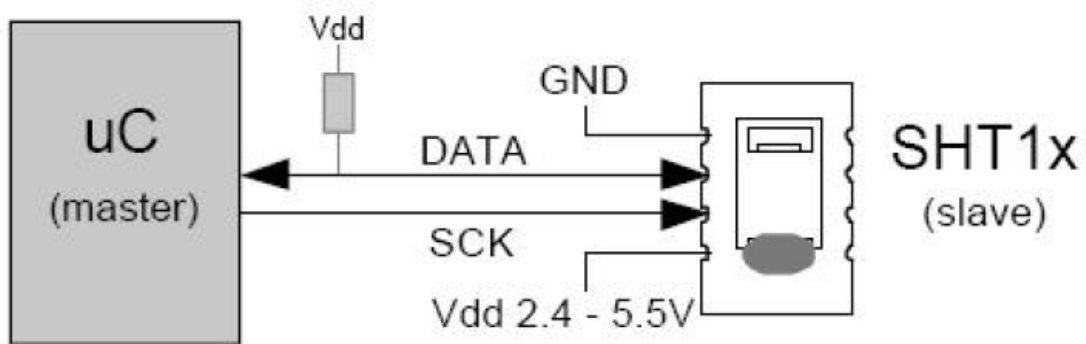 Vdd
uC
(master)
DATA
SCK
GND
Vdd 2.4 - 5.5V
SHT1x
(slave)